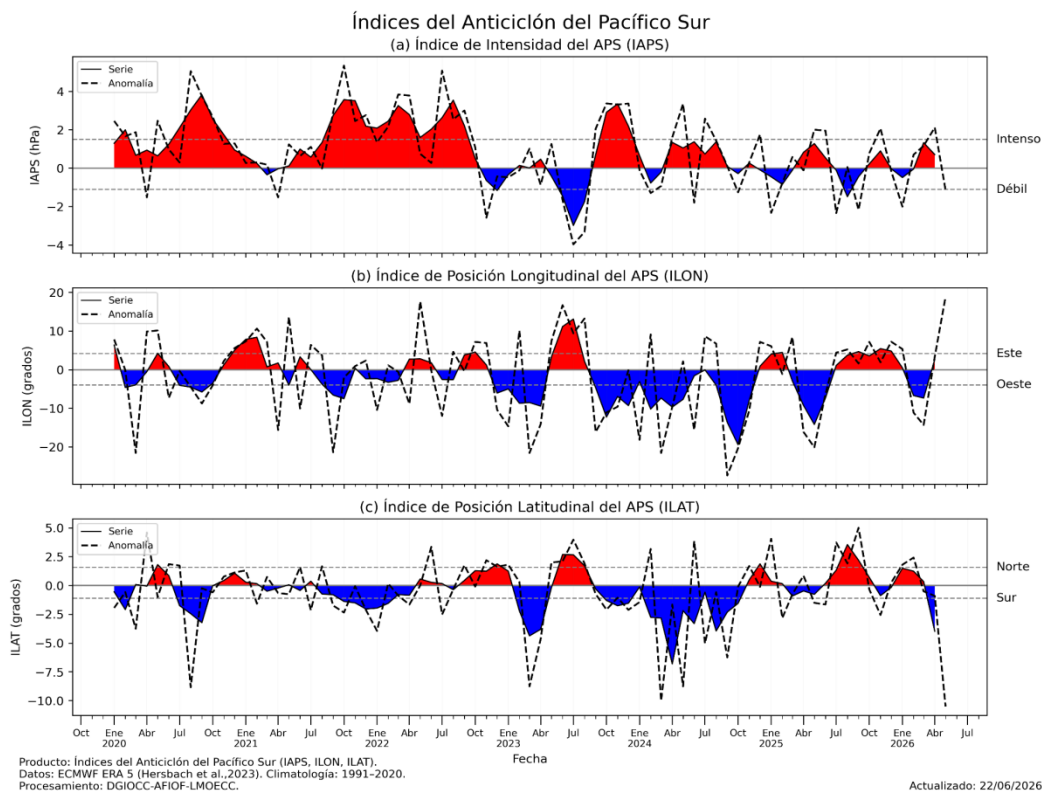 Índices del Anticiclón del Pacífico Sur
(a) Índice de Intensidad del APS (IAPS)
Serie
Anomalía
4
2
0
−2
−4
IAPS (hPa)
Intenso
Débil
(b) Índice de Posición Longitudinal del APS (ILON)
Serie
Anomalía
20
10
0
−10
−20
ILON (grados)
Este
Oeste
(c) Índice de Posición Latitudinal del APS (ILAT)
Serie
Anomalía
5.0
2.5
0.0
−2.5
−5.0
−7.5
−10.0
ILAT (grados)
Norte
Sur
Oct Ene Abr Jul Oct Ene Abr Jul Oct Ene Abr Jul Oct Ene Abr Jul Oct Ene Abr Jul Oct Ene Abr Jul Oct Ene Abr Jul
2020 2021 2022 2023 2024 2025 2026
Fecha
Producto: Índices del Anticiclón del Pacífico Sur (IAPS, ILON, ILAT).
Datos: ECMWF ERA 5 (Hersbach et al.,2023). Climatología: 1991–2020.
Procesamiento: DGIOCC-AFIOF-LMOECC.
Actualizado: 22/06/2026